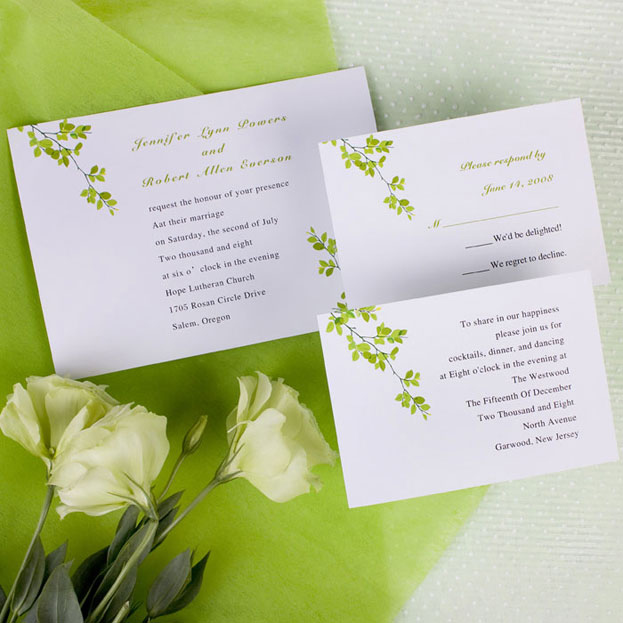 Jennifer Lynn Powers
and
Robert Allen Everson
request the honour of your presence
Aat their marriage
on Saturday, the second of July
Two thousand and eight
at six o' clock in the evening
Hope Lutheran Church
1705 Rosan Circle Drive
Salem, Oregon
Please respond by
June 14, 2008
M
We'd be delighted!
We regret to decline.
To share in our happiness
please join us for
cocktails, dinner, and dancing
at Eight o'clock in the evening at
The Westwood
The Fifteenth Of December
Two Thousand and Eight
North Avenue
Garwood, New Jersey